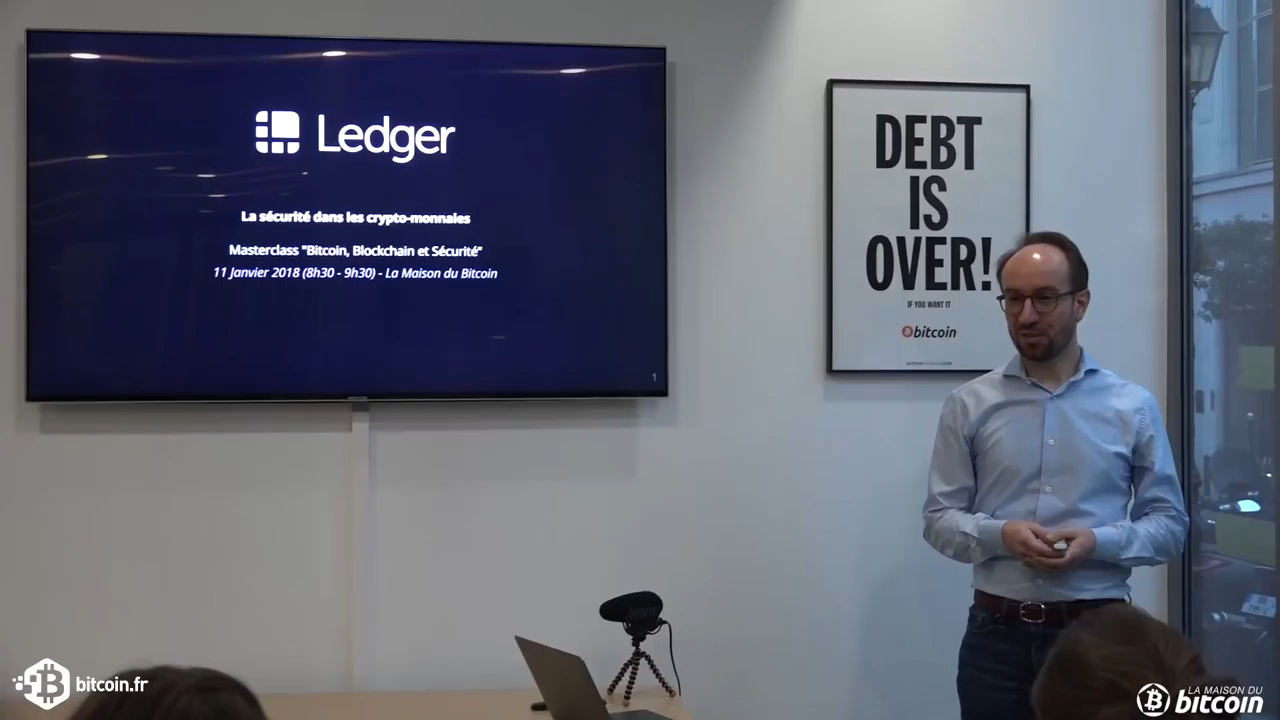 Ledger
La sécurité dans les crypto-monnaies
Masterclass "Bitcoin, Blockchain et Sécurité"
11 Janvier 2018 (8h30 - 9h30) - La Maison du Bitcoin
1
DEBT
IS
OVER!
IF YOU WANT IT
bitcoin
bitcoin.fr
LA MAISON DU
bitcoin